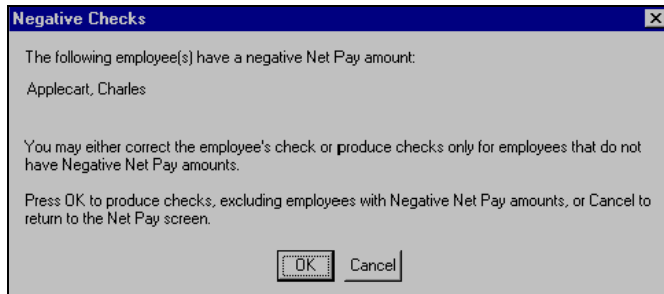 Negative Checks
The following employee(s) have a negative Net Pay amount:
Applecart, Charles
You may either correct the employee's check or produce checks only for employees that do not
have Negative Net Pay amounts.
Press OK to produce checks, excluding employees with Negative Net Pay amounts, or Cancel to
return to the Net Pay screen.
OK Cancel